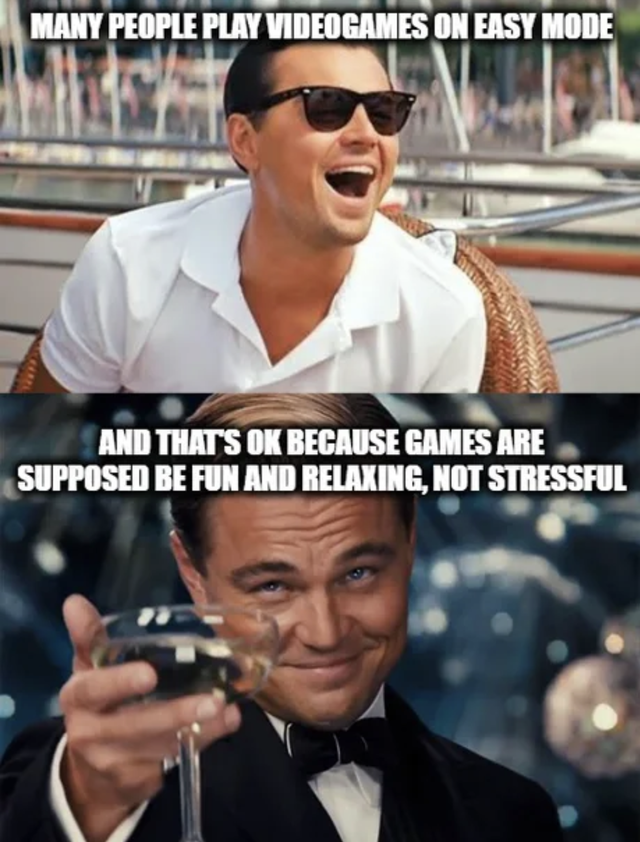 MANY PEOPLE PLAY VIDEOGAMES ON EASY MODE
AND THAT'S OK BECAUSE GAMES ARE
SUPPOSED BE FUN AND RELAXING, NOT STRESSFUL